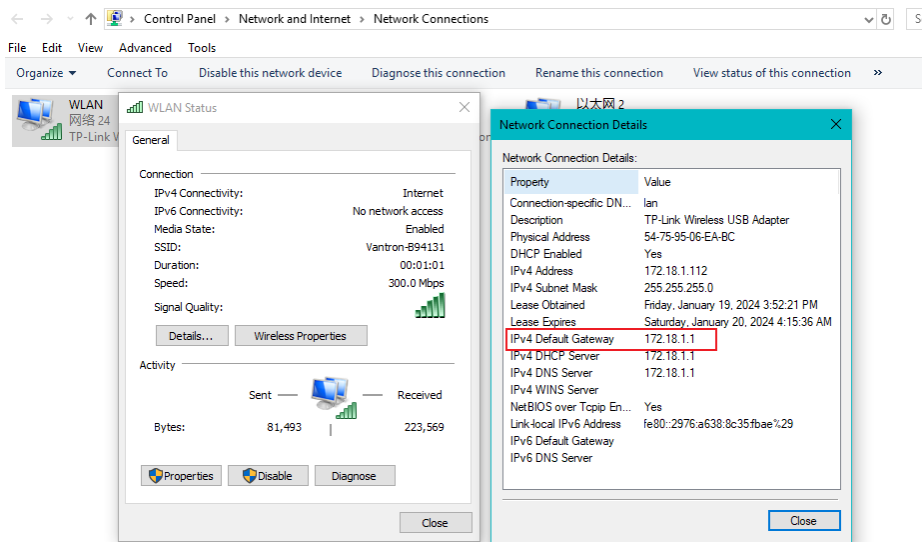 Control Panel › Network and Internet › Network Connections
S
File Edit View Advanced Tools
Organize ▾ Connect To Disable this network device Diagnose this connection Rename this connection View status of this connection »
WLAN
网络 24
TP-Link W
以太网 2
WLAN Status
General
Connection
IPv4 Connectivity: Internet
IPv6 Connectivity: No network access
Media State: Enabled
SSID: Vantron-B94131
Duration: 00:01:01
Speed: 300.0 Mbps
Signal Quality:
Details... Wireless Properties
Activity
Sent Received
Bytes: 81,493 223,569
Properties Disable Diagnose
Close
Network Connection Details
Network Connection Details:
Property Value
Connection-specific DN... lan
Description TP-Link Wireless USB Adapter
Physical Address 54-75-95-06-EA-BC
DHCP Enabled Yes
IPv4 Address 172.18.1.112
IPv4 Subnet Mask 255.255.255.0
Lease Obtained Friday, January 19, 2024 3:52:21 PM
Lease Expires Saturday, January 20, 2024 4:15:36 AM
IPv4 Default Gateway 172.18.1.1
IPv4 DHCP Server 172.18.1.1
IPv4 DNS Server 172.18.1.1
IPv4 WINS Server
NetBIOS over Tcpip En... Yes
Link-local IPv6 Address fe80::2976:a638:8c35:fbae%29
IPv6 Default Gateway
IPv6 DNS Server
Close